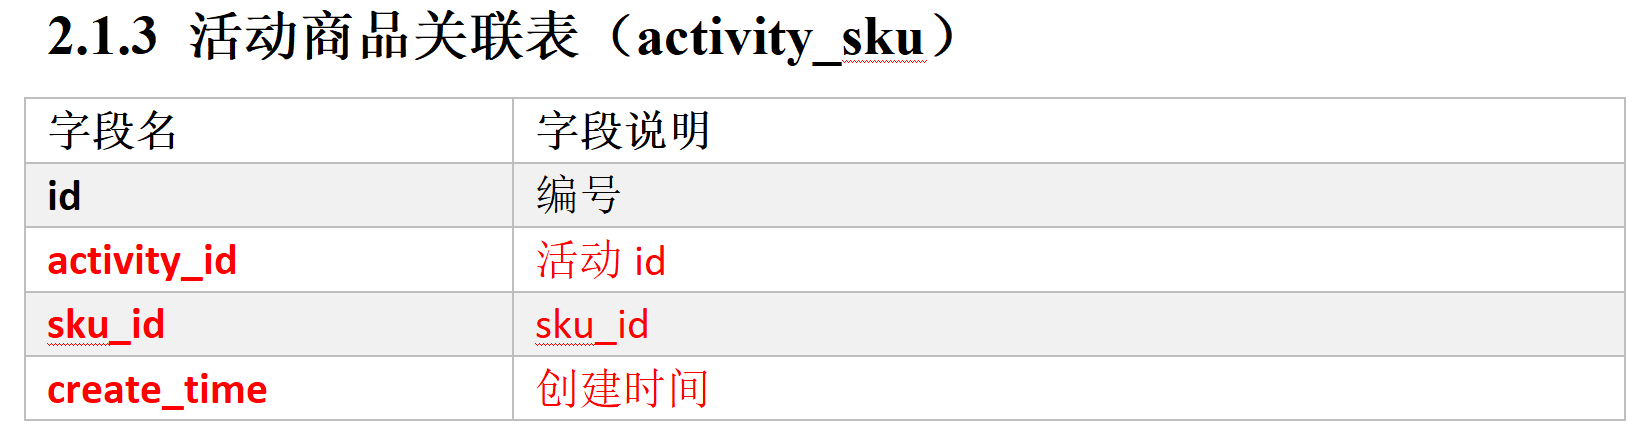 2.1.3 活动商品关联表（activity_sku）
字段名 字段说明
id 编号
activity_id 活动 id
sku_id sku_id
create_time 创建时间